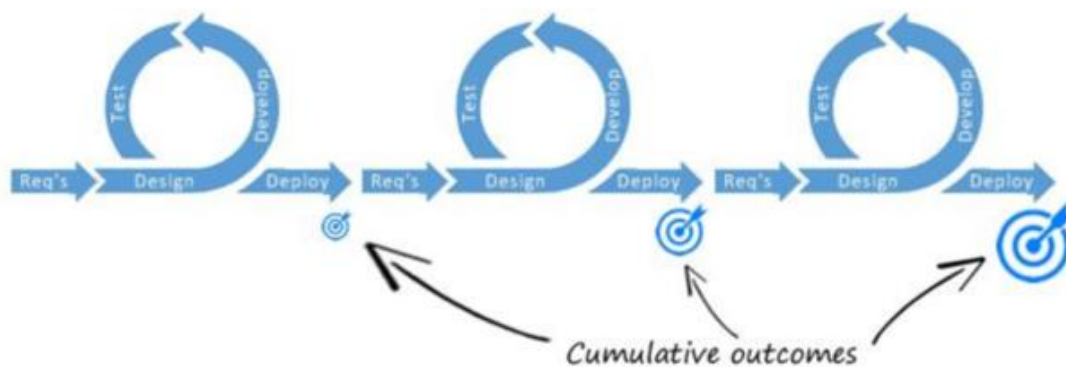 Test Develop Test Develop Test Develop
Req's Design Deploy Req's Design Deploy Req's Design Deploy
Cumulative outcomes